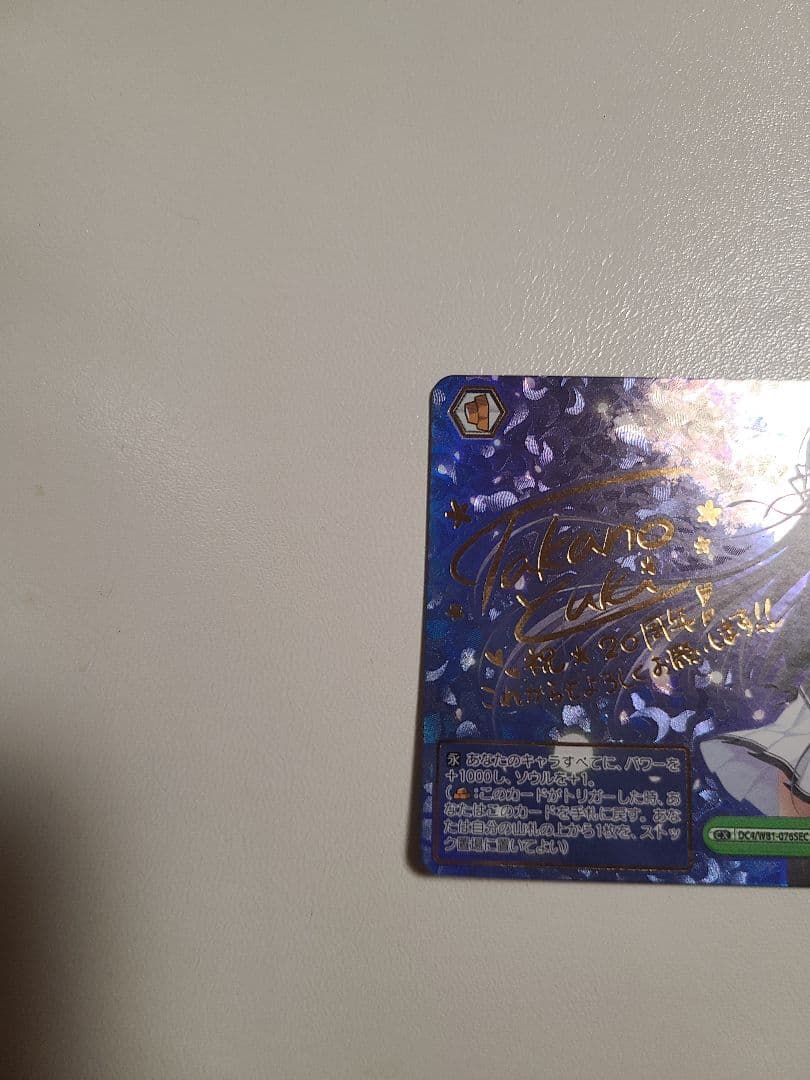 Takano
Yuki
祝★20周年!!
これからもよろしくお願いします!!
永 あなたのキャラすべてに、パワーを
+1000し、ソウルを+1。
(:このカードがトリガーした時、あ
なたはこのカードを手札に戻す。あな
たは自分の山札の上から1枚を、ストッ
ク置場に置いてよい)
CX DC4/W81-076SEC